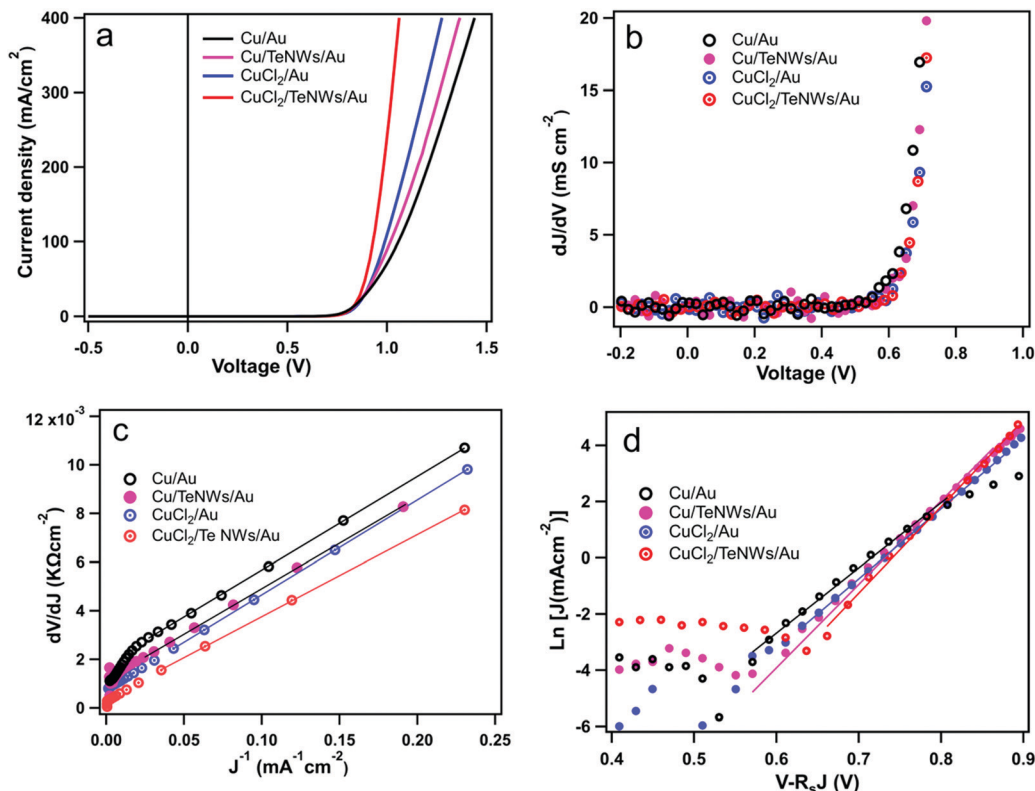 a
Current density (mA/cm²)
400
300
200
100
0
-0.5
0.0
0.5
1.0
1.5
Voltage (V)
Cu/Au
Cu/TeNWs/Au
CuCl₂/Au
CuCl₂/TeNWs/Au
b
dJ/dV (mS cm⁻²)
20
15
10
5
0
-0.2
0.0
0.2
0.4
0.6
0.8
1.0
Voltage (V)
Cu/Au
Cu/TeNWs/Au
CuCl₂/Au
CuCl₂/TeNWs/Au
c
dV/dJ (KΩcm⁻²)
12 x10⁻³
10
8
6
4
2
0
0.00
0.05
0.10
0.15
0.20
0.25
J⁻¹ (mA⁻¹cm⁻²)
Cu/Au
Cu/TeNWs/Au
CuCl₂/Au
CuCl₂/Te NWs/Au
d
Ln [J(mAcm⁻²)]
4
2
0
-2
-4
-6
0.4
0.5
0.6
0.7
0.8
0.9
V-RₛJ (V)
Cu/Au
Cu/TeNWs/Au
CuCl₂/Au
CuCl₂/TeNWs/Au